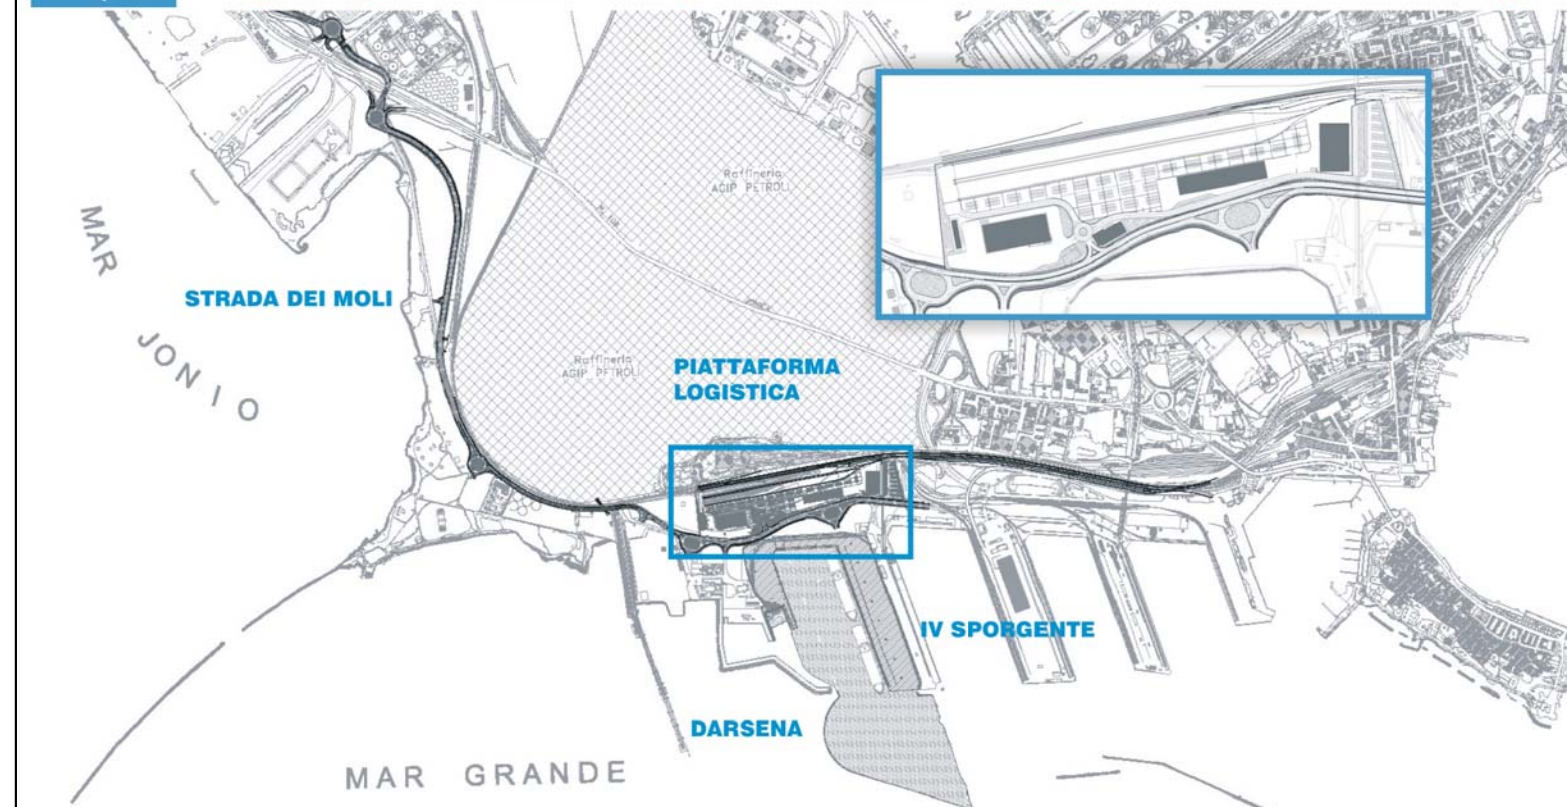 Raffineria
AGIP PETROLI
MAR
JONIO
STRADA DEI MOLI
Raffineria
AGIP PETROLI
PIATTAFORMA
LOGISTICA
IV SPORGENTE
DARSENA
MAR GRANDE